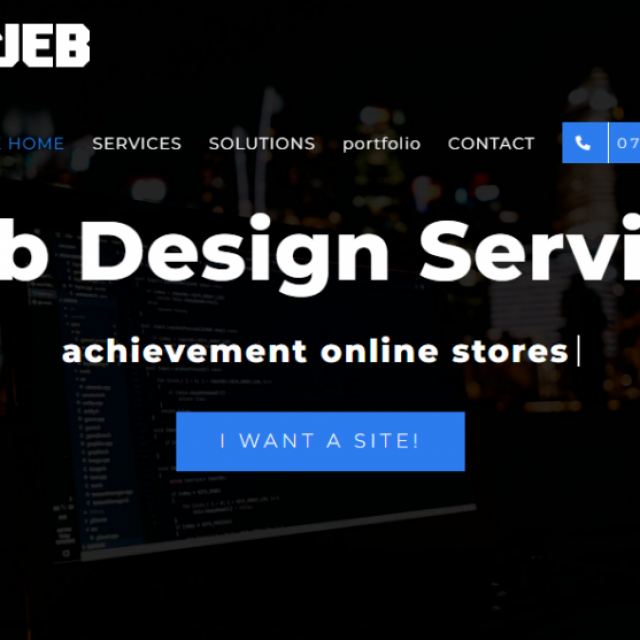 JEB
HOME SERVICES SOLUTIONS portfolio CONTACT 07
b Design Servi
achievement online stores
I WANT A SITE!